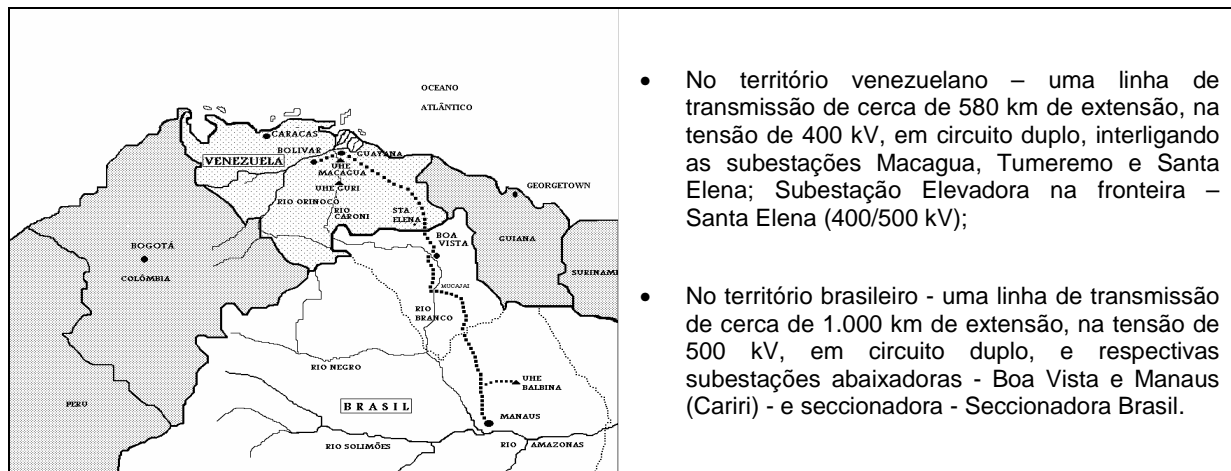 OCEANO
ATLÂNTICO
CARACAS
BOLIVAR
GUAYANA
VENEZUELA
UHE
MACAGUA
UHE GURI
GEORGETOWN
RIO ORINOCO
RIO
CARONI
STA
ELENA
BOA
VISTA
GUIANA
BOGOTÁ
COLÔMBIA
SURINAME
MUCAJAI
RIO
BRANCO
RIO NEGRO
UHE
BALBINA
PERU
BRASIL
MANAUS
RIO SOLIMÕES
RIO AMAZONAS
• No território venezuelano – uma linha de
transmissão de cerca de 580 km de extensão, na
tensão de 400 kV, em circuito duplo, interligando
as subestações Macagua, Tumeremo e Santa
Elena; Subestação Elevadora na fronteira –
Santa Elena (400/500 kV);
• No território brasileiro - uma linha de transmissão
de cerca de 1.000 km de extensão, na tensão de
500 kV, em circuito duplo, e respectivas
subestações abaixadoras - Boa Vista e Manaus
(Cariri) - e seccionadora - Seccionadora Brasil.